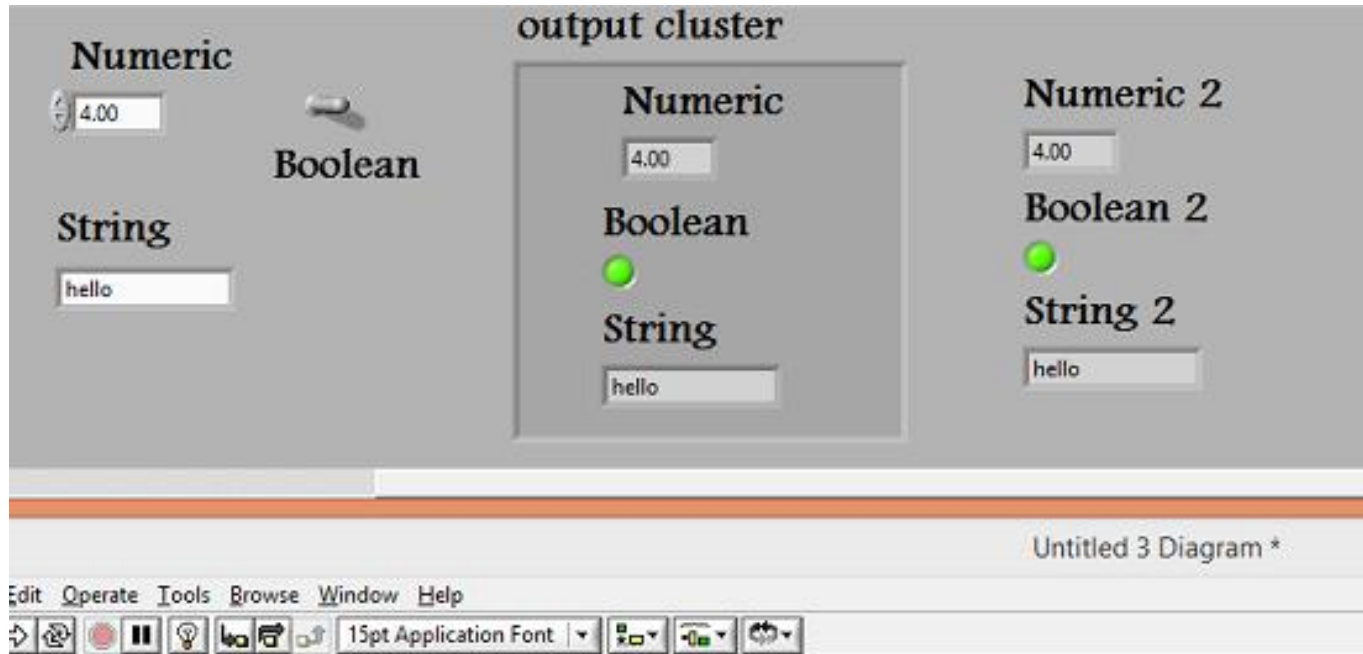 Numeric
4.00
Boolean
String
hello
output cluster
Numeric
4.00
Boolean
String
hello
Numeric 2
4.00
Boolean 2
String 2
hello
Untitled 3 Diagram *
Edit Operate Tools Browse Window Help
15pt Application Font